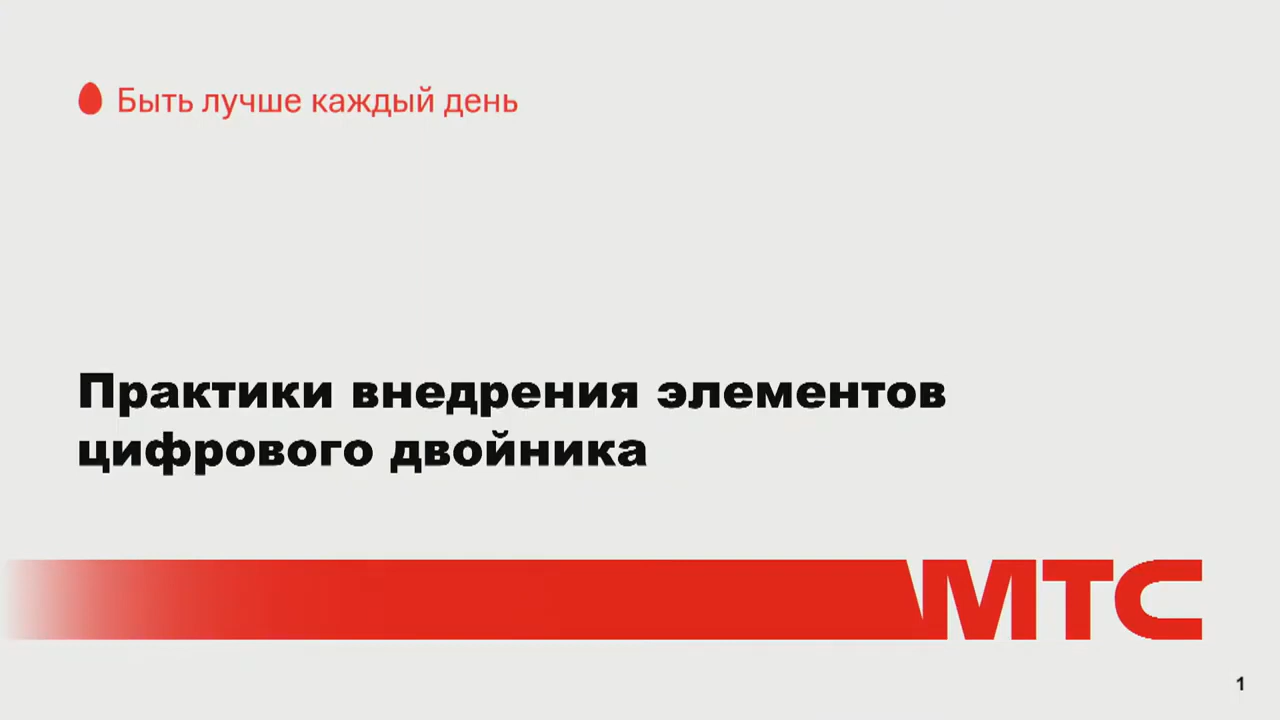 Быть лучше каждый день
Практики внедрения элементов
цифрового двойника
МТС
1